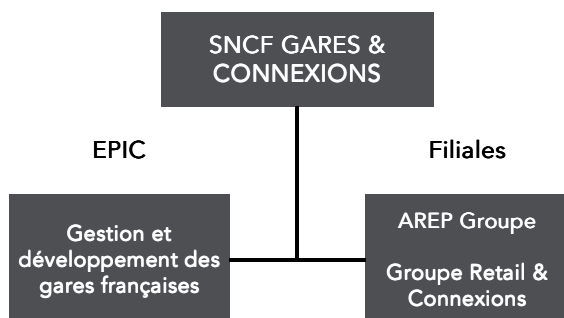 SNCF GARES &
CONNEXIONS
EPIC
Filiales
Gestion et
développement des
gares françaises
AREP Groupe
Groupe Retail &
Connexions